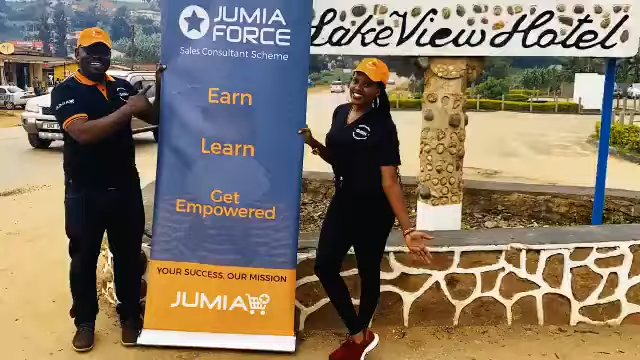 JUMIA
FORCE
Sales Consultant Scheme
Earn
Learn
Get
Empowered
YOUR SUCCESS, OUR MISSION
JUMIA
LakeView Hotel